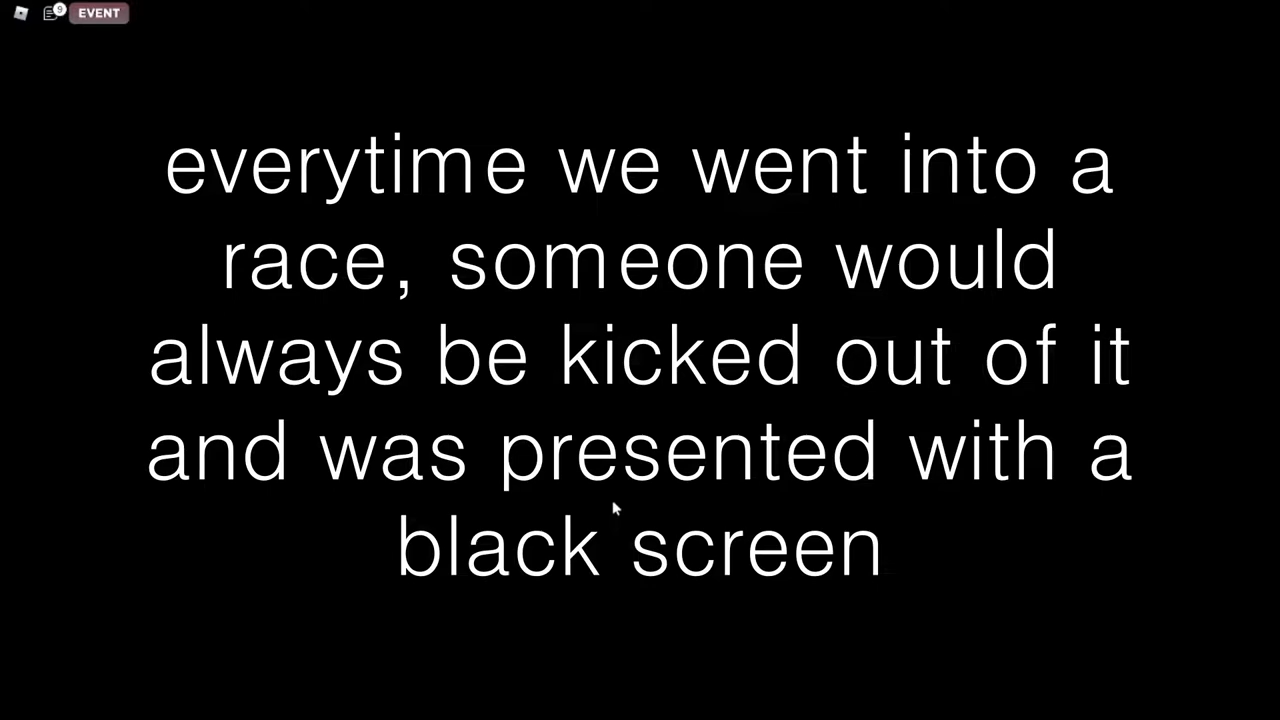 9
EVENT
everytime we went into a
race, someone would
always be kicked out of it
and was presented with a
black screen